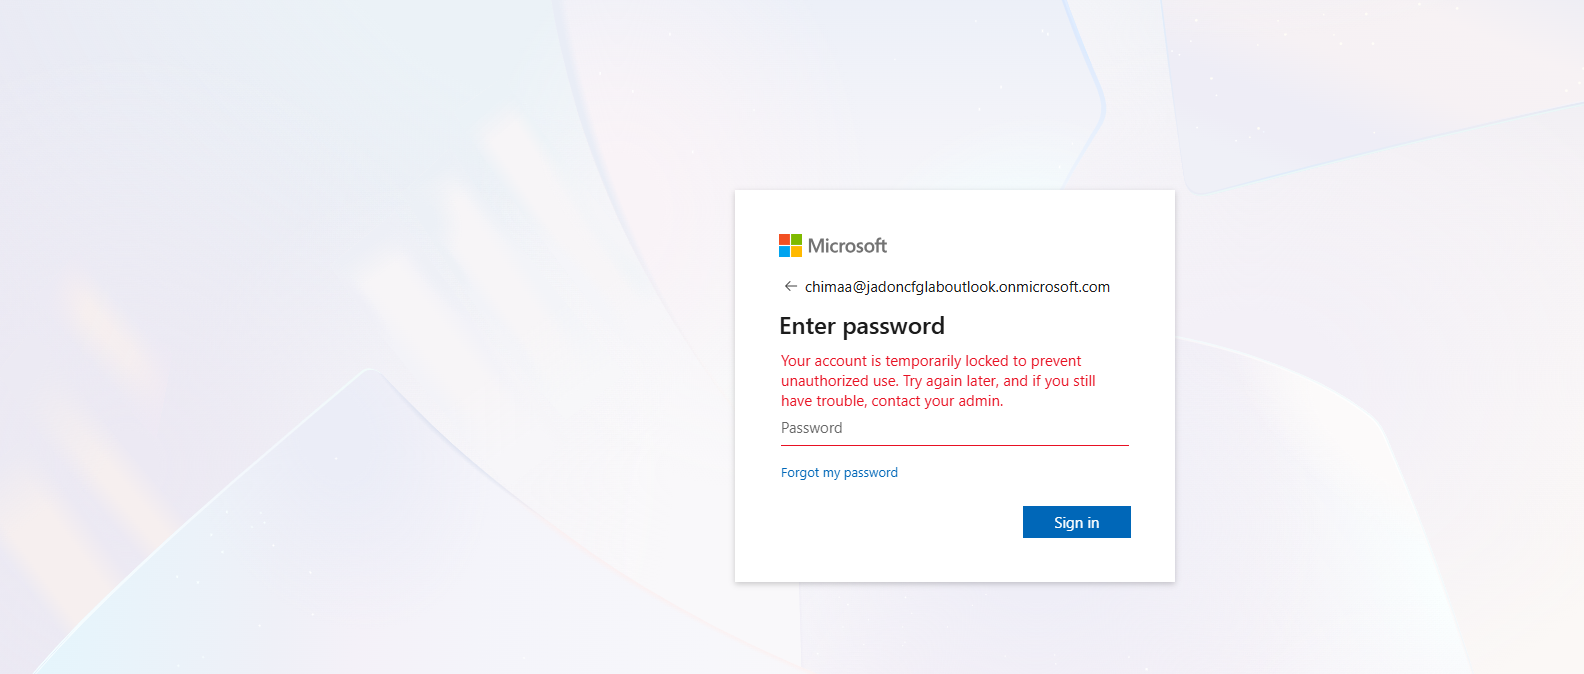 Microsoft
chimaa@jadoncfglaboutlook.onmicrosoft.com
Enter password
Your account is temporarily locked to prevent
unauthorized use. Try again later, and if you still
have trouble, contact your admin.
Password
Forgot my password
Sign in